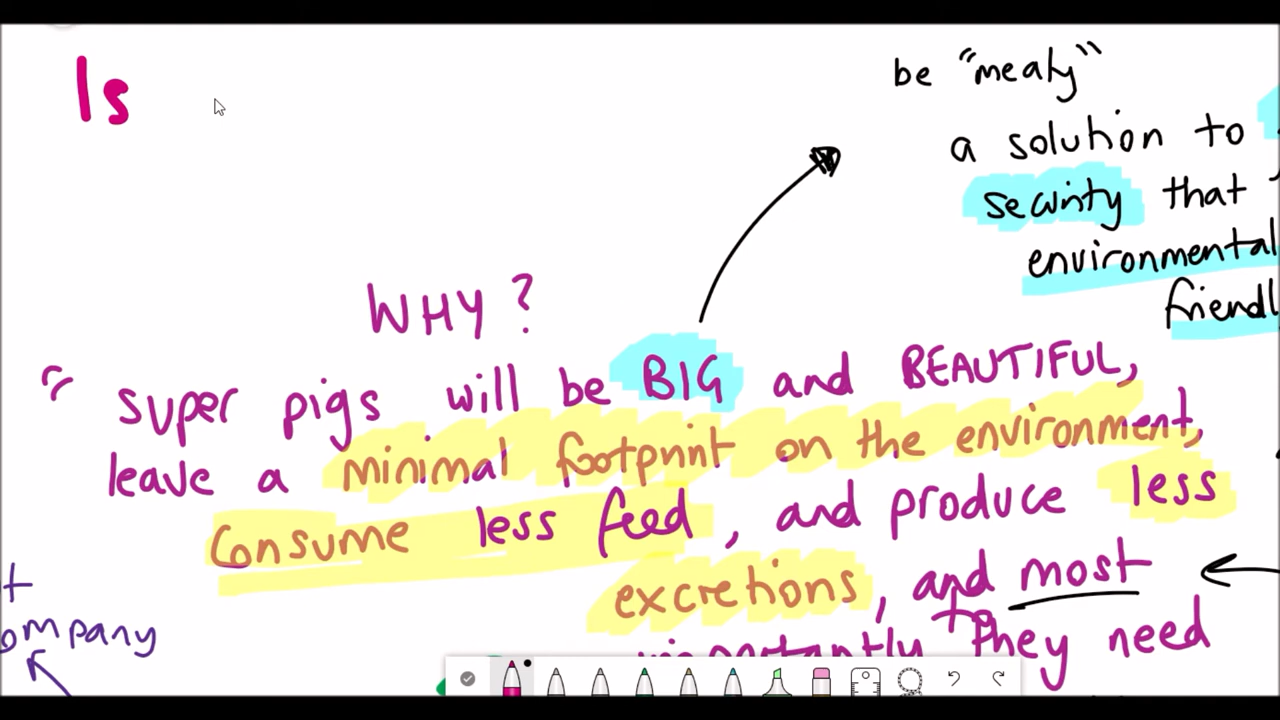 Is
be "meaty"
a solution to
security that
environmental
friendl
WHY?
" super pigs will be BIG and BEAUTIFUL,
leave a minimal footprint on the environment,
consume less feed, and produce less
excretions, and most
importantly they need
t
ompany